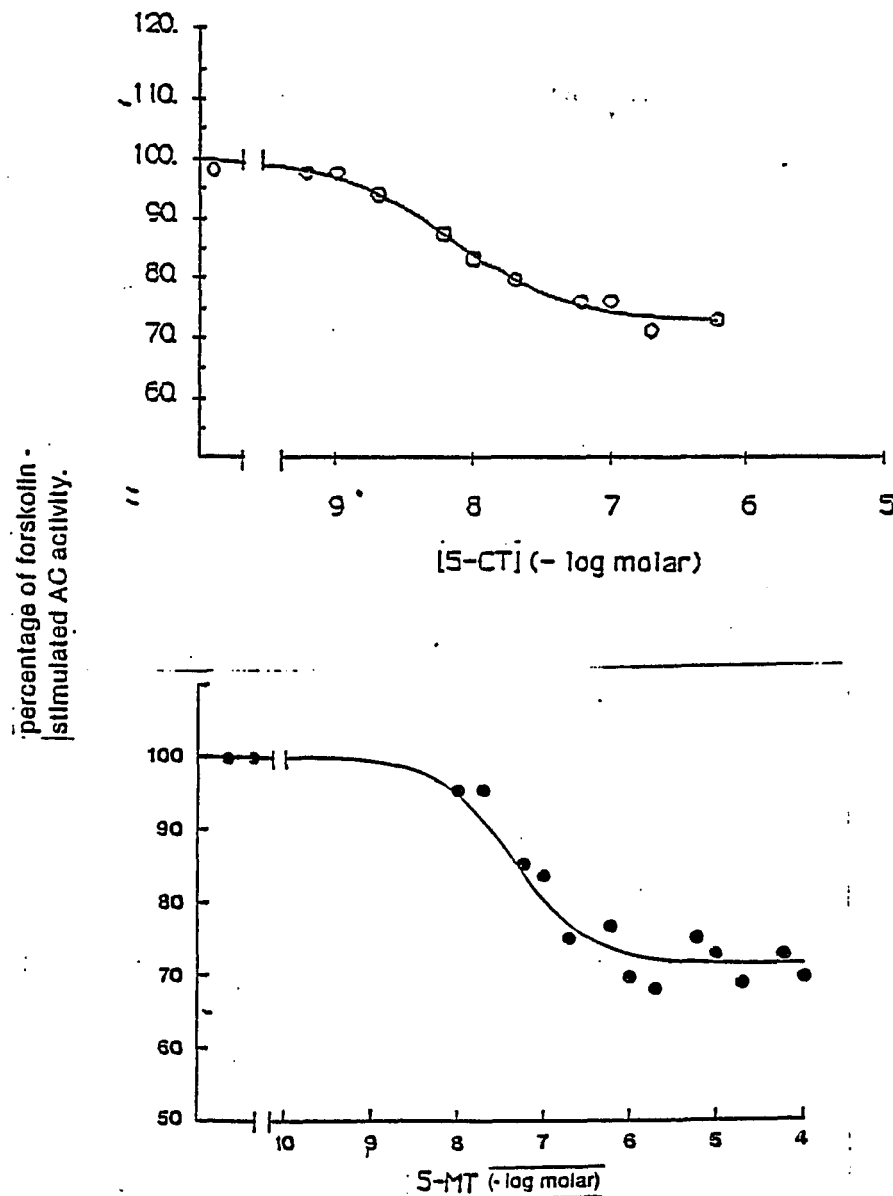 120.
110.
100.
90.
80.
70.
60.
9 8 7 6 5
[5-CT] (- log molar)
percentage of forskolin -
stimulated AC activity.
100
90
80
70
60
50
10 9 8 7 6 5 4
5-MT (- log molar)